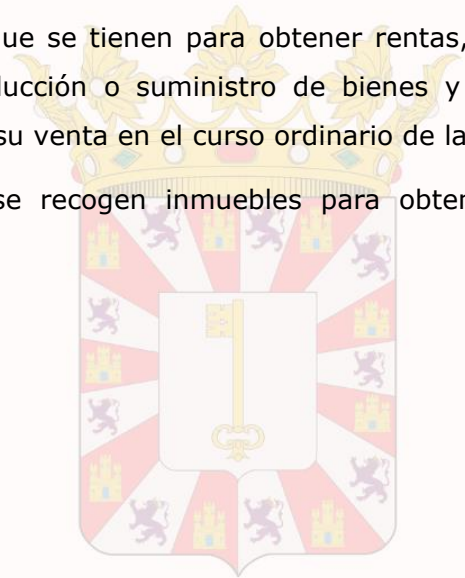 que se tienen para obtener rentas,
ducción o suministro de bienes y
su venta en el curso ordinario de la
se recogen inmuebles para obten